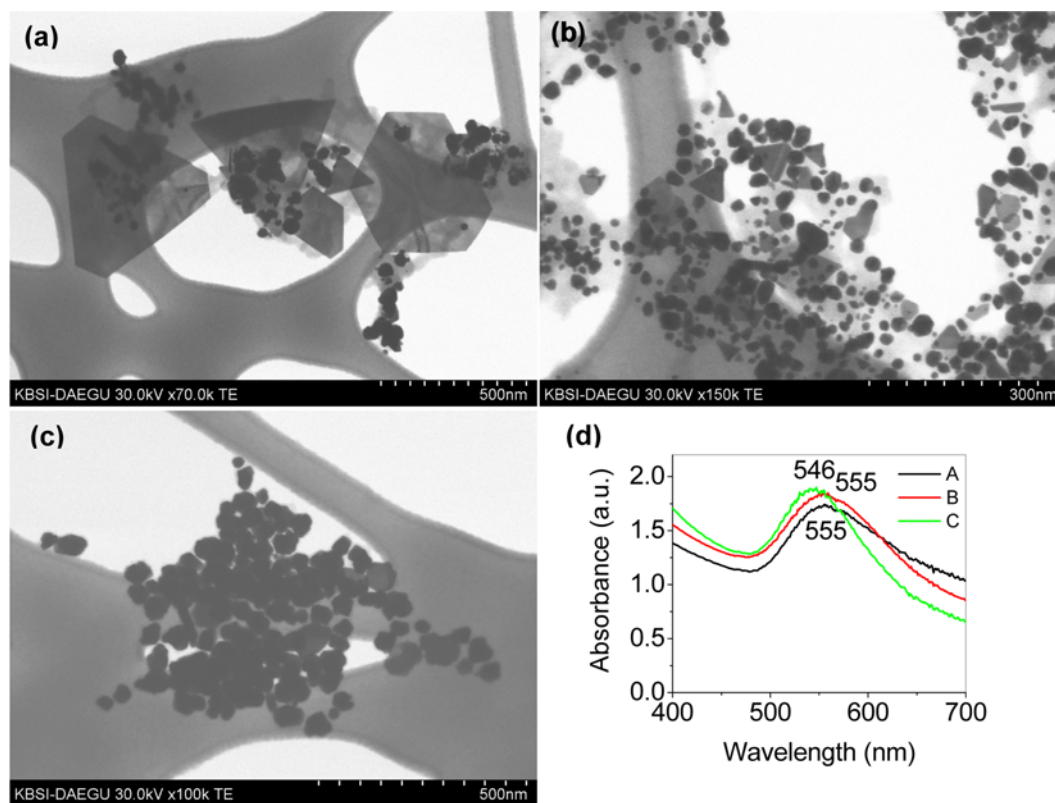 (a)
KBSI-DAEGU 30.0kV x70.0k TE 500nm
(b)
KBSI-DAEGU 30.0kV x150k TE 300nm
(c)
KBSI-DAEGU 30.0kV x100k TE 500nm
(d)
546 555
555
A
B
C
Absorbance (a.u.)
2.0
1.5
1.0
0.5
0.0
400 500 600 700
Wavelength (nm)